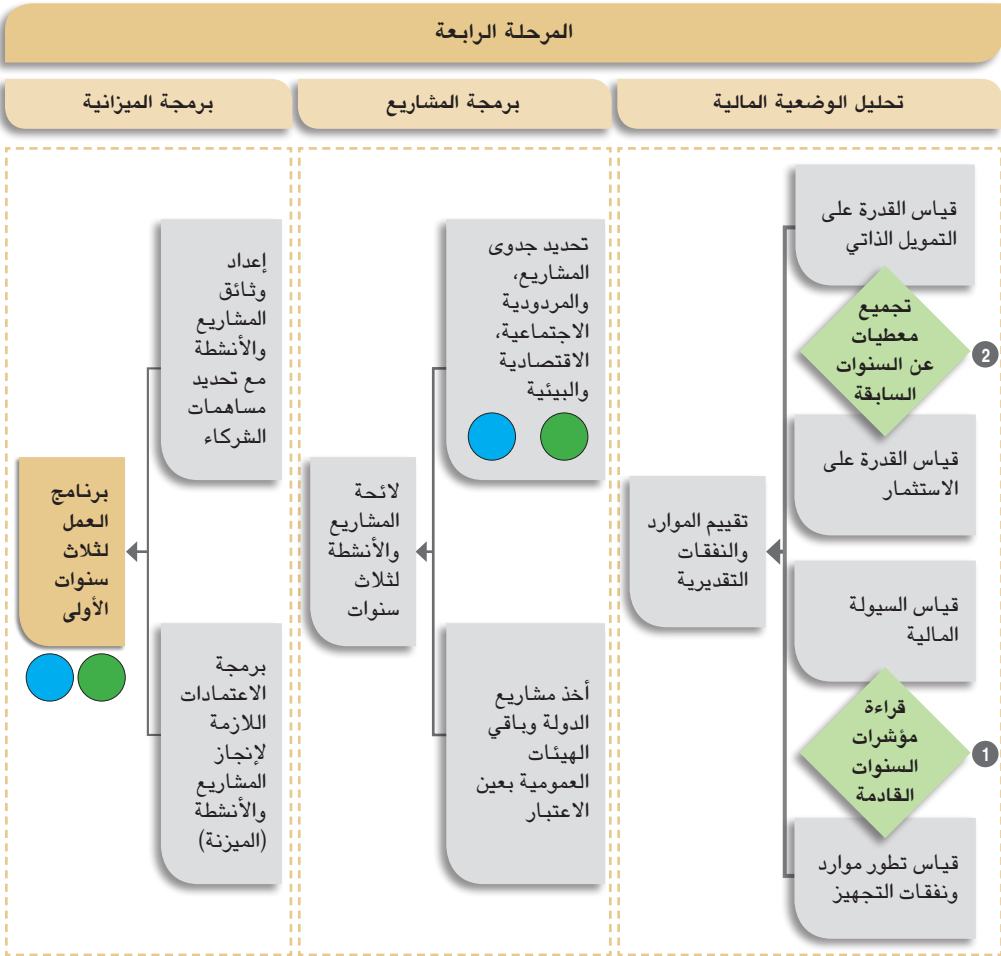 المرحلة الرابعة
تحليل الوضعية المالية
برمجة المشاريع
برمجة الميزانية
قياس القدرة على
التمويل الذاتي
تجميع
معطيات
عن السنوات
السابقة
2
قياس القدرة على
الاستثمار
قياس السيولة
المالية
قراءة
مؤشرات
السنوات
القادمة
1
قياس تطور موارد
ونفقات التجهيز
تقييم الموارد
والنفقات
التقديرية
تحديد جدوى
المشاريع،
والمردودية
الاجتماعية،
الاقتصادية
والبيئية
أخذ مشاريع
الدولة وباقي
الهيئات
العمومية بعين
الاعتبار
لائحة
المشاريع
والأنشطة
لثلاث
سنوات
إعداد
وثائق
المشاريع
والأنشطة
مع تحديد
مساهمات
الشركاء
برمجة
الاعتمادات
اللازمة
لإنجاز
المشاريع
والأنشطة
(الميزنة)
برنامج
العمل
لثلاث
سنوات
الأولى